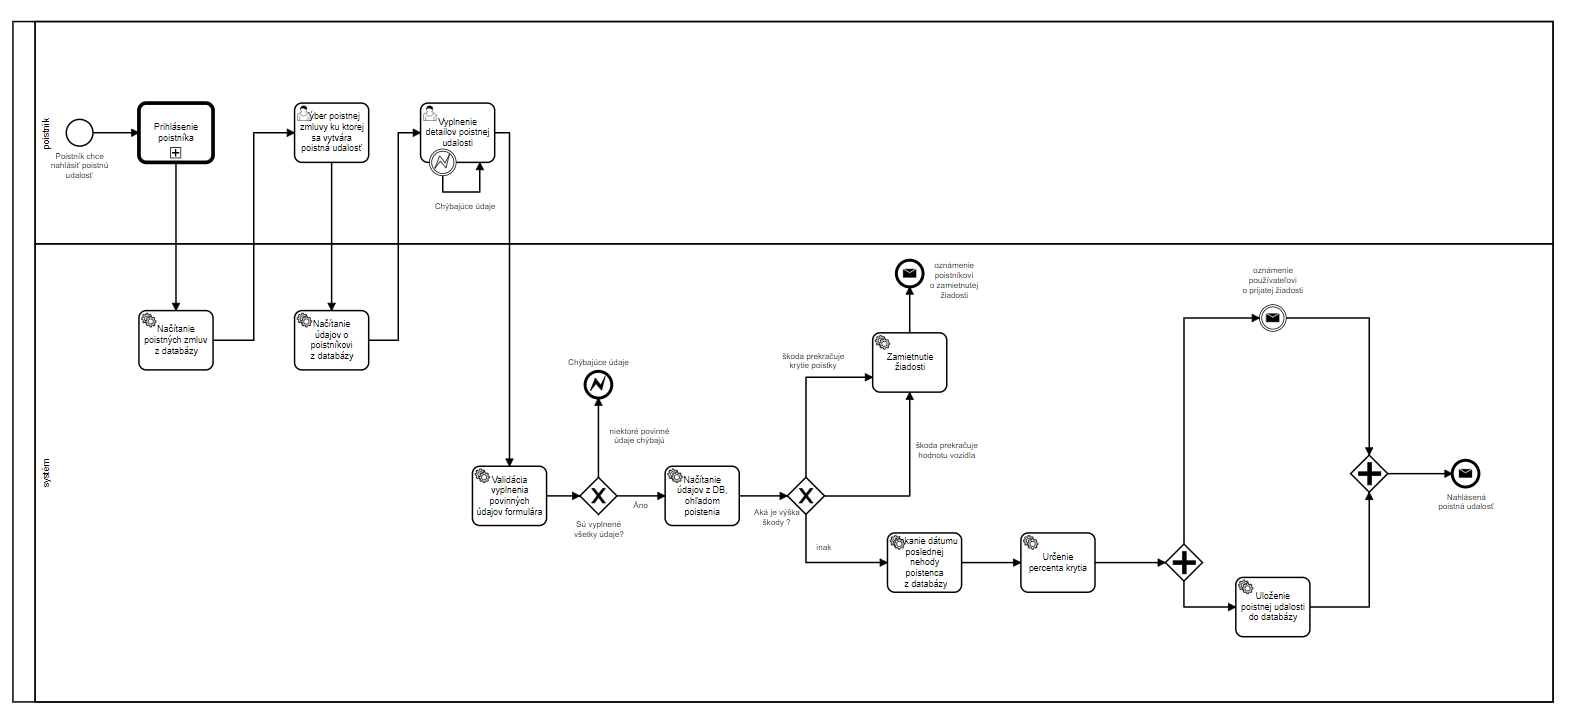 poistník
Poistník chce
nahlásiť poistnú
udalosť
Prihlásenie
poistníka
poistnej
zmluvy ku ktorej
sa vytvára
poistná udalosť
Vyplnenie
detailov poistnej
udalosti
Chýbajúce údaje
systém
Načítanie
poistných zmluv
z databázy
Načítanie
údajov o
poistníkovi
z databázy
Validácia
vyplnenia
povinných
údajov formulára
Chýbajúce údaje
niektoré povinné
údaje chýbajú
Sú vyplnené
všetky údaje?
Áno
Načítanie
údajov z DB,
ohľadom
poistenia
Aká je výška
škody ?
škoda prekračuje
krytie poistky
škoda prekračuje
hodnotu vozidla
inak
Zamietnutie
žiadosti
oznámenie
poistníkovi
o zamietnutej
žiadosti
dátumu
poslednej
nehody
poistenca
z databázy
Určenie
percenta krytia
oznámenie
používateľovi
o prijatej žiadosti
Uloženie
poistnej udalosti
do databázy
Nahlásená
poistná udalosť